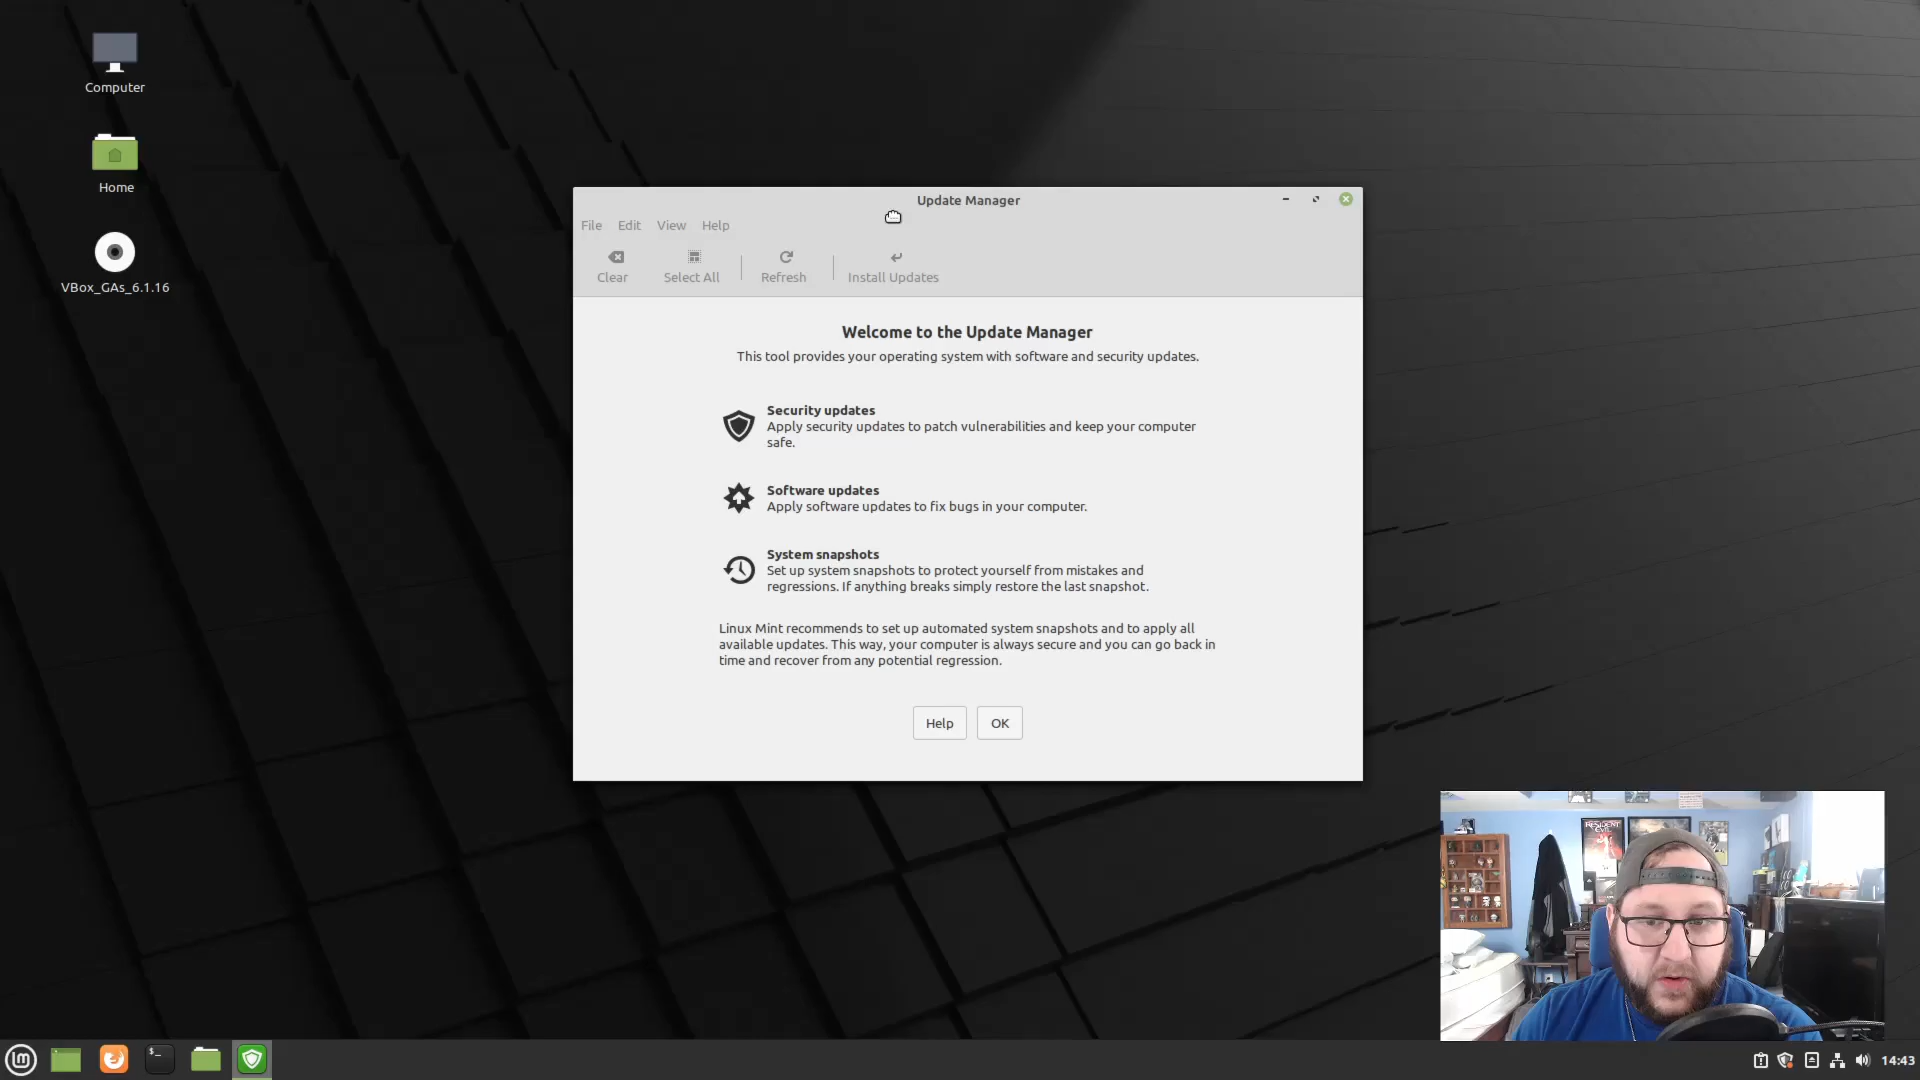 Computer
Home
VBox_GAs_6.1.16
Update Manager
File Edit View Help
Clear Select All Refresh Install Updates
Welcome to the Update Manager
This tool provides your operating system with software and security updates.
Security updates
Apply security updates to patch vulnerabilities and keep your computer
safe.
Software updates
Apply software updates to fix bugs in your computer.
System snapshots
Set up system snapshots to protect yourself from mistakes and
regressions. If anything breaks simply restore the last snapshot.
Linux Mint recommends to set up automated system snapshots and to apply all
available updates. This way, your computer is always secure and you can go back in
time and recover from any potential regression.
Help OK
RESIDENT
EVIL
$_
14:43